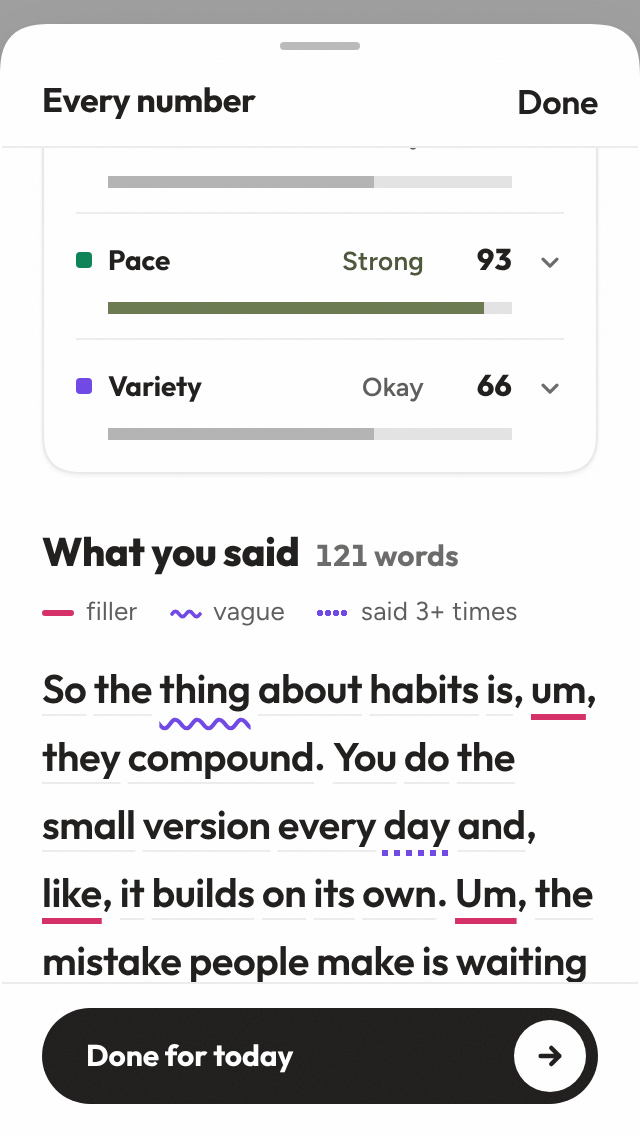 Every number
Done
Pace Strong 93
Variety Okay 66
What you said 121 words
filler vague said 3+ times
So the thing about habits is, um,
they compound. You do the
small version every day and,
like, it builds on its own. Um, the
mistake people make is waiting
Done for today